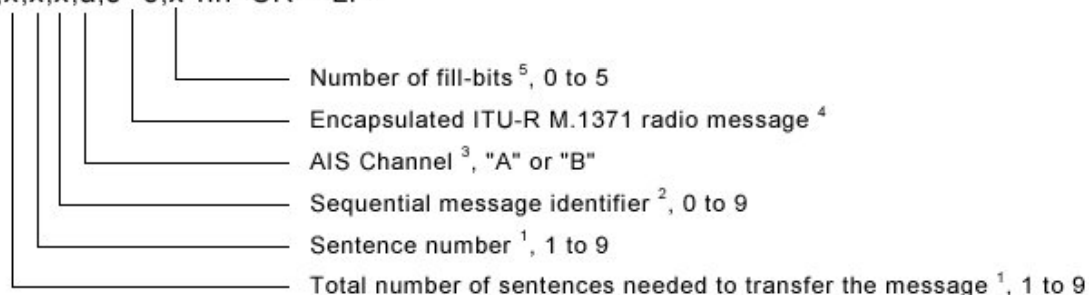 Number of fill-bits ⁵, 0 to 5
Encapsulated ITU-R M.1371 radio message ⁴
AIS Channel ³, "A" or "B"
Sequential message identifier ², 0 to 9
Sentence number ¹, 1 to 9
Total number of sentences needed to transfer the message ¹, 1 to 9